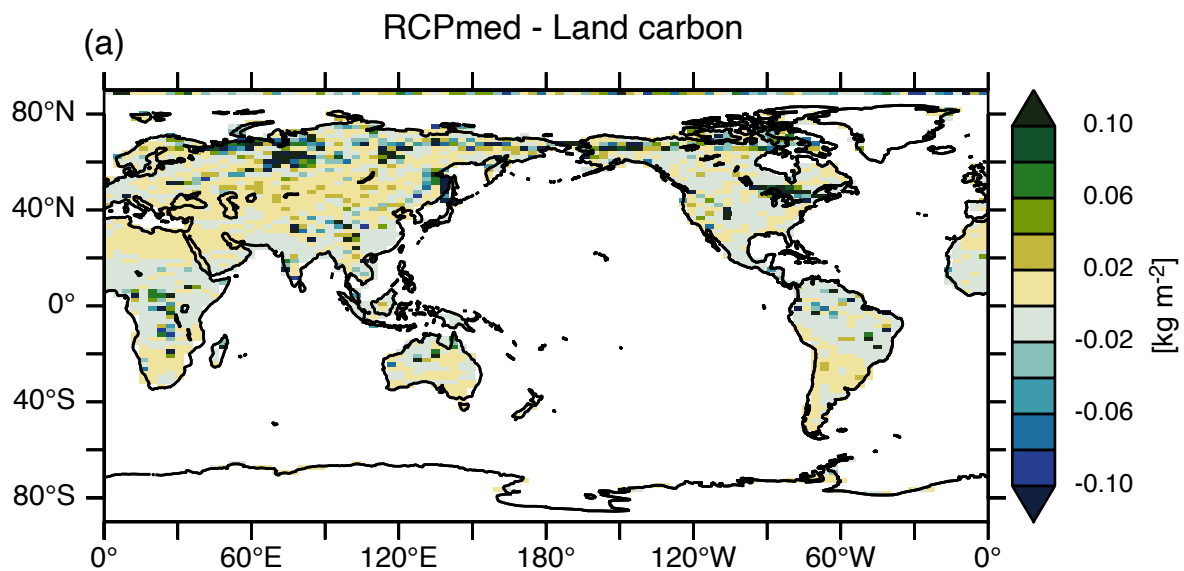 RCPmed - Land carbon
(a)
80°N
40°N
0°
40°S
80°S
0° 60°E 120°E 180° 120°W 60°W 0°
0.10
0.06
0.02
-0.02
-0.06
-0.10
[kg m⁻²]